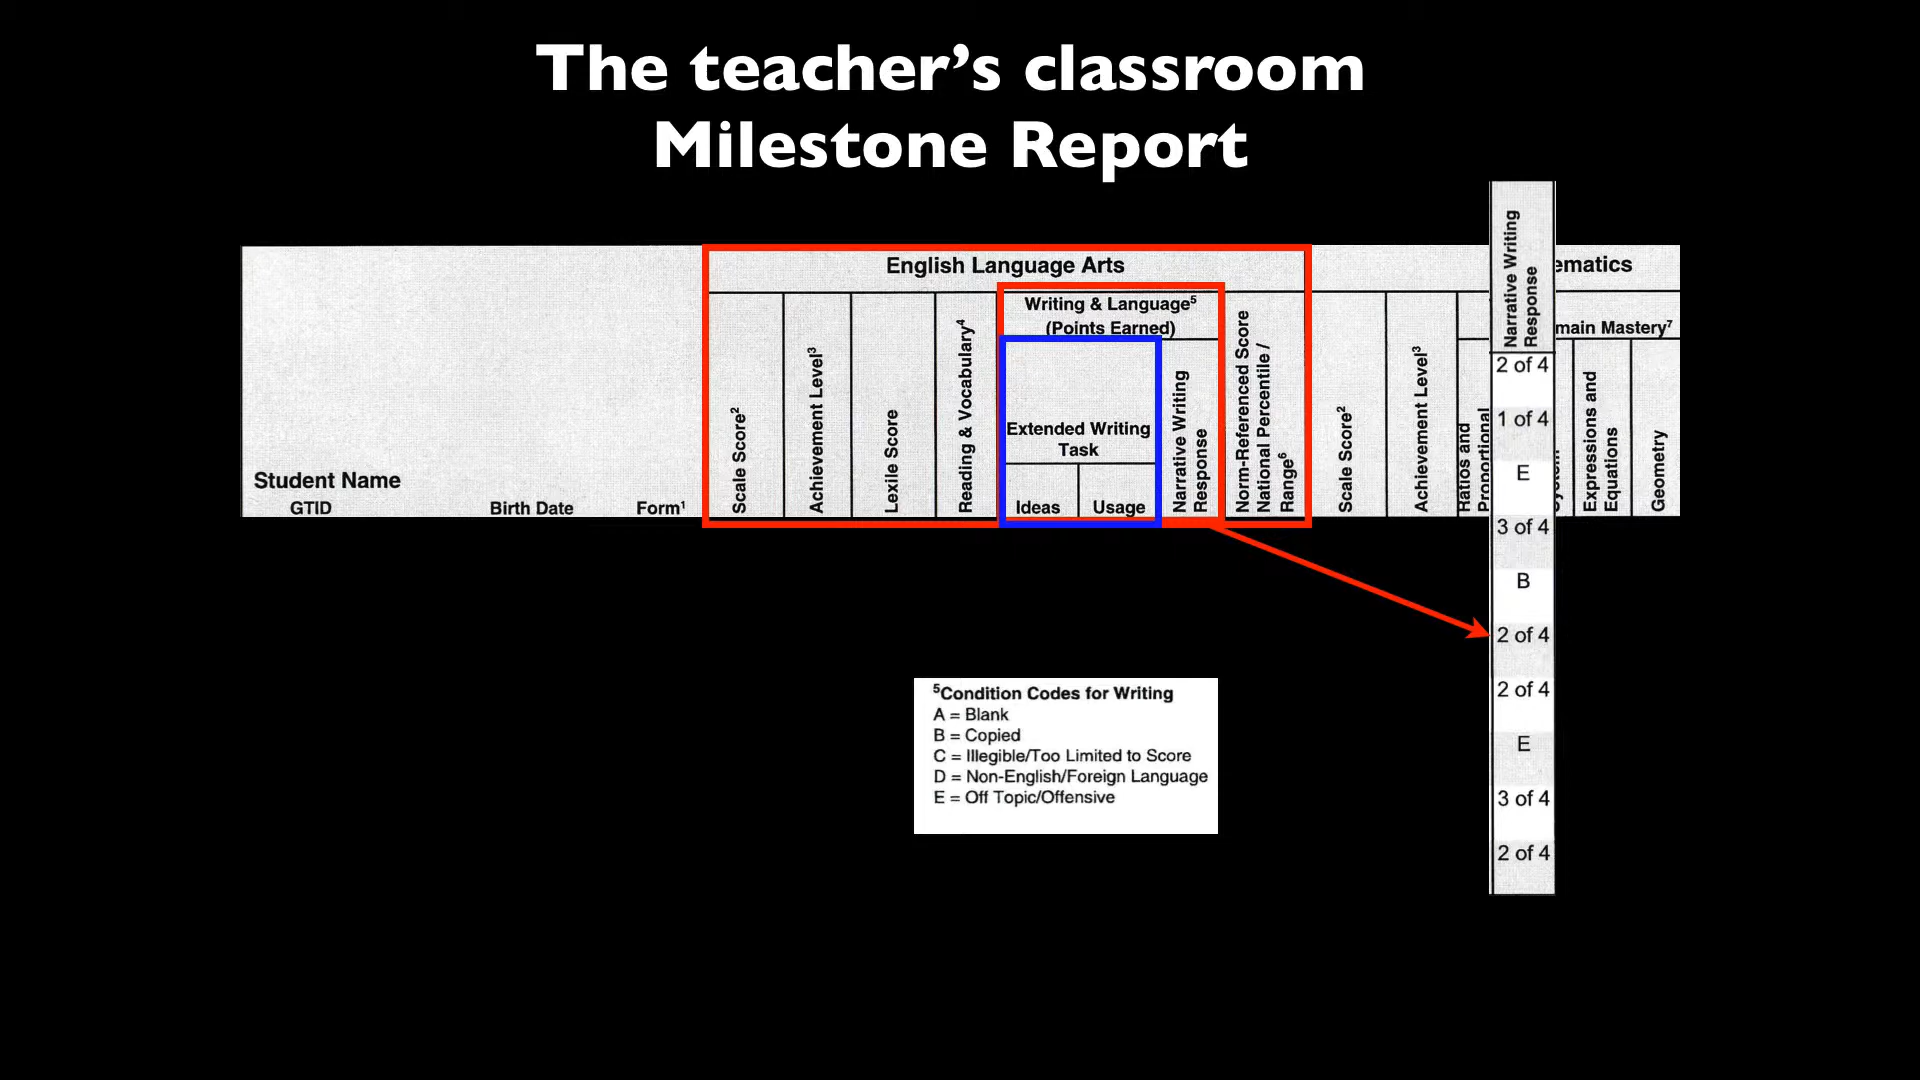 The teacher’s classroom
Milestone Report
English Language Arts
Writing & Language⁵
(Points Earned)
Extended Writing
Task
Ideas
Usage
Student Name
GTID
Birth Date
Form¹
Scale Score²
Achievement Level³
Lexile Score
Reading & Vocabulary⁴
Narrative Writing
Response
Norm-Referenced Score
National Percentile /
Range⁶
ematics
main Mastery⁷
Scale Score²
Achievement Level³
Ratios and
Proportional
Expressions and
Equations
Geometry
Narrative Writing
Response
2 of 4
1 of 4
E
3 of 4
B
2 of 4
2 of 4
E
3 of 4
2 of 4
⁵Condition Codes for Writing
A = Blank
B = Copied
C = Illegible/Too Limited to Score
D = Non-English/Foreign Language
E = Off Topic/Offensive